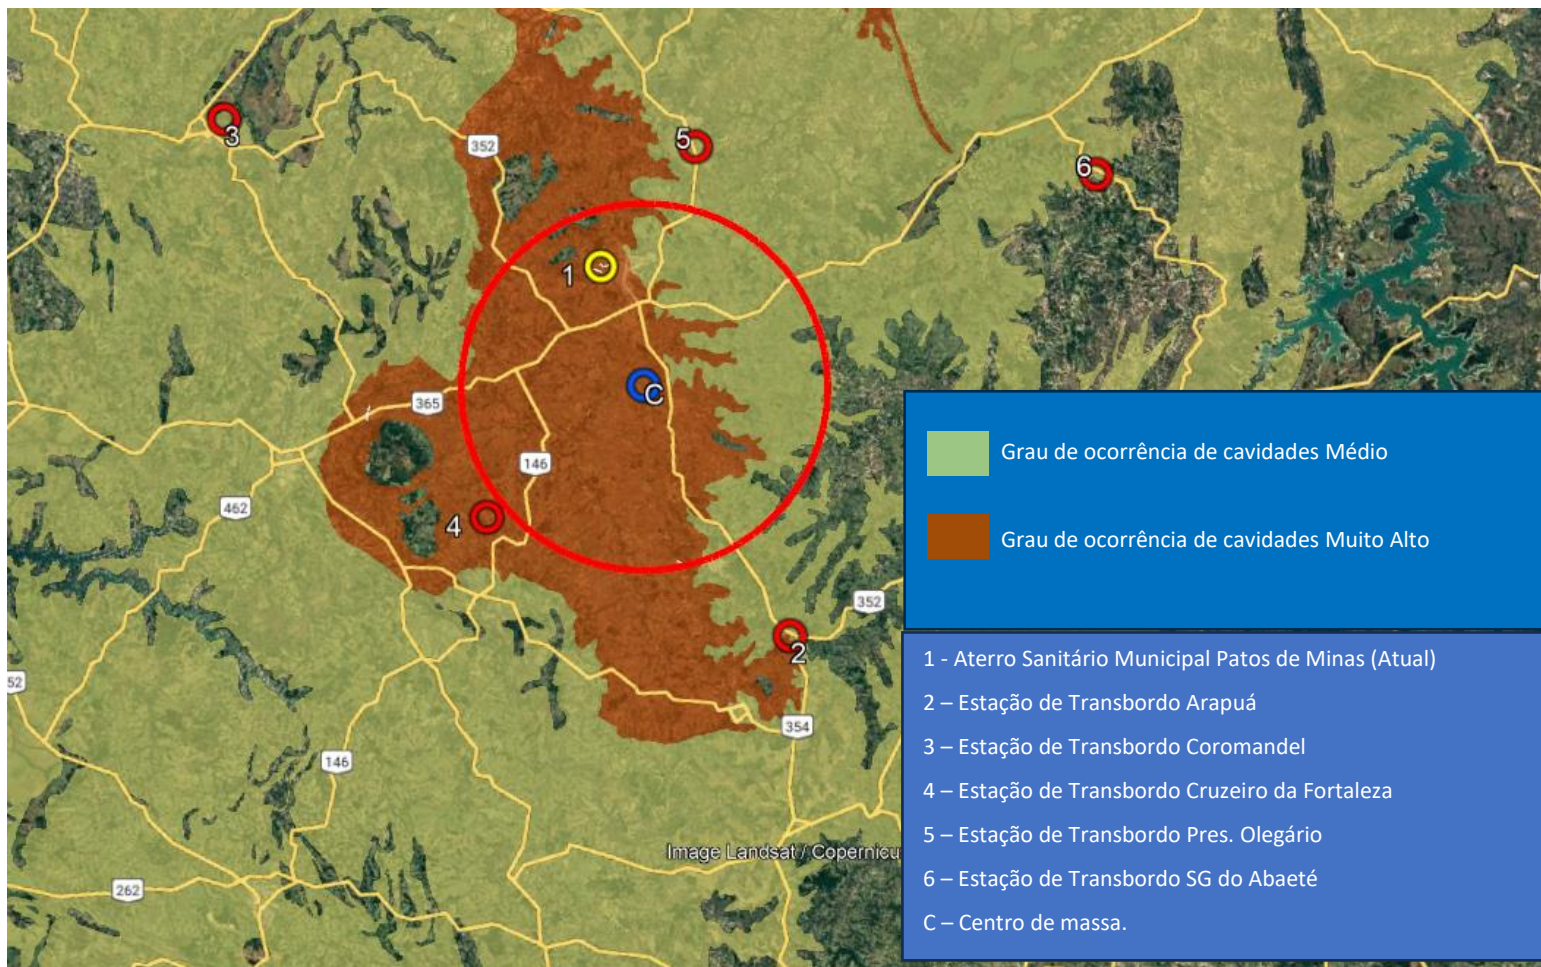 3
352
5
6
1
C
365
146
462
4
352
2
52
354
146
262
Image Landsat / Copernicu
Grau de ocorrência de cavidades Médio
Grau de ocorrência de cavidades Muito Alto
1 - Aterro Sanitário Municipal Patos de Minas (Atual)
2 – Estação de Transbordo Arapuá
3 – Estação de Transbordo Coromandel
4 – Estação de Transbordo Cruzeiro da Fortaleza
5 – Estação de Transbordo Pres. Olegário
6 – Estação de Transbordo SG do Abaeté
C – Centro de massa.